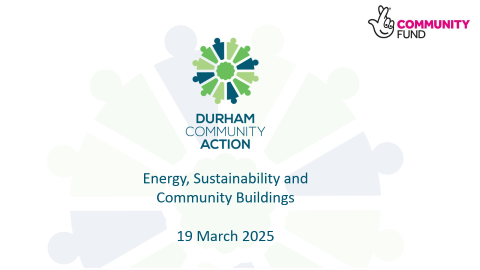 COMMUNITY
FUND
DURHAM
COMMUNITY
ACTION
Energy, Sustainability and
Community Buildings
19 March 2025